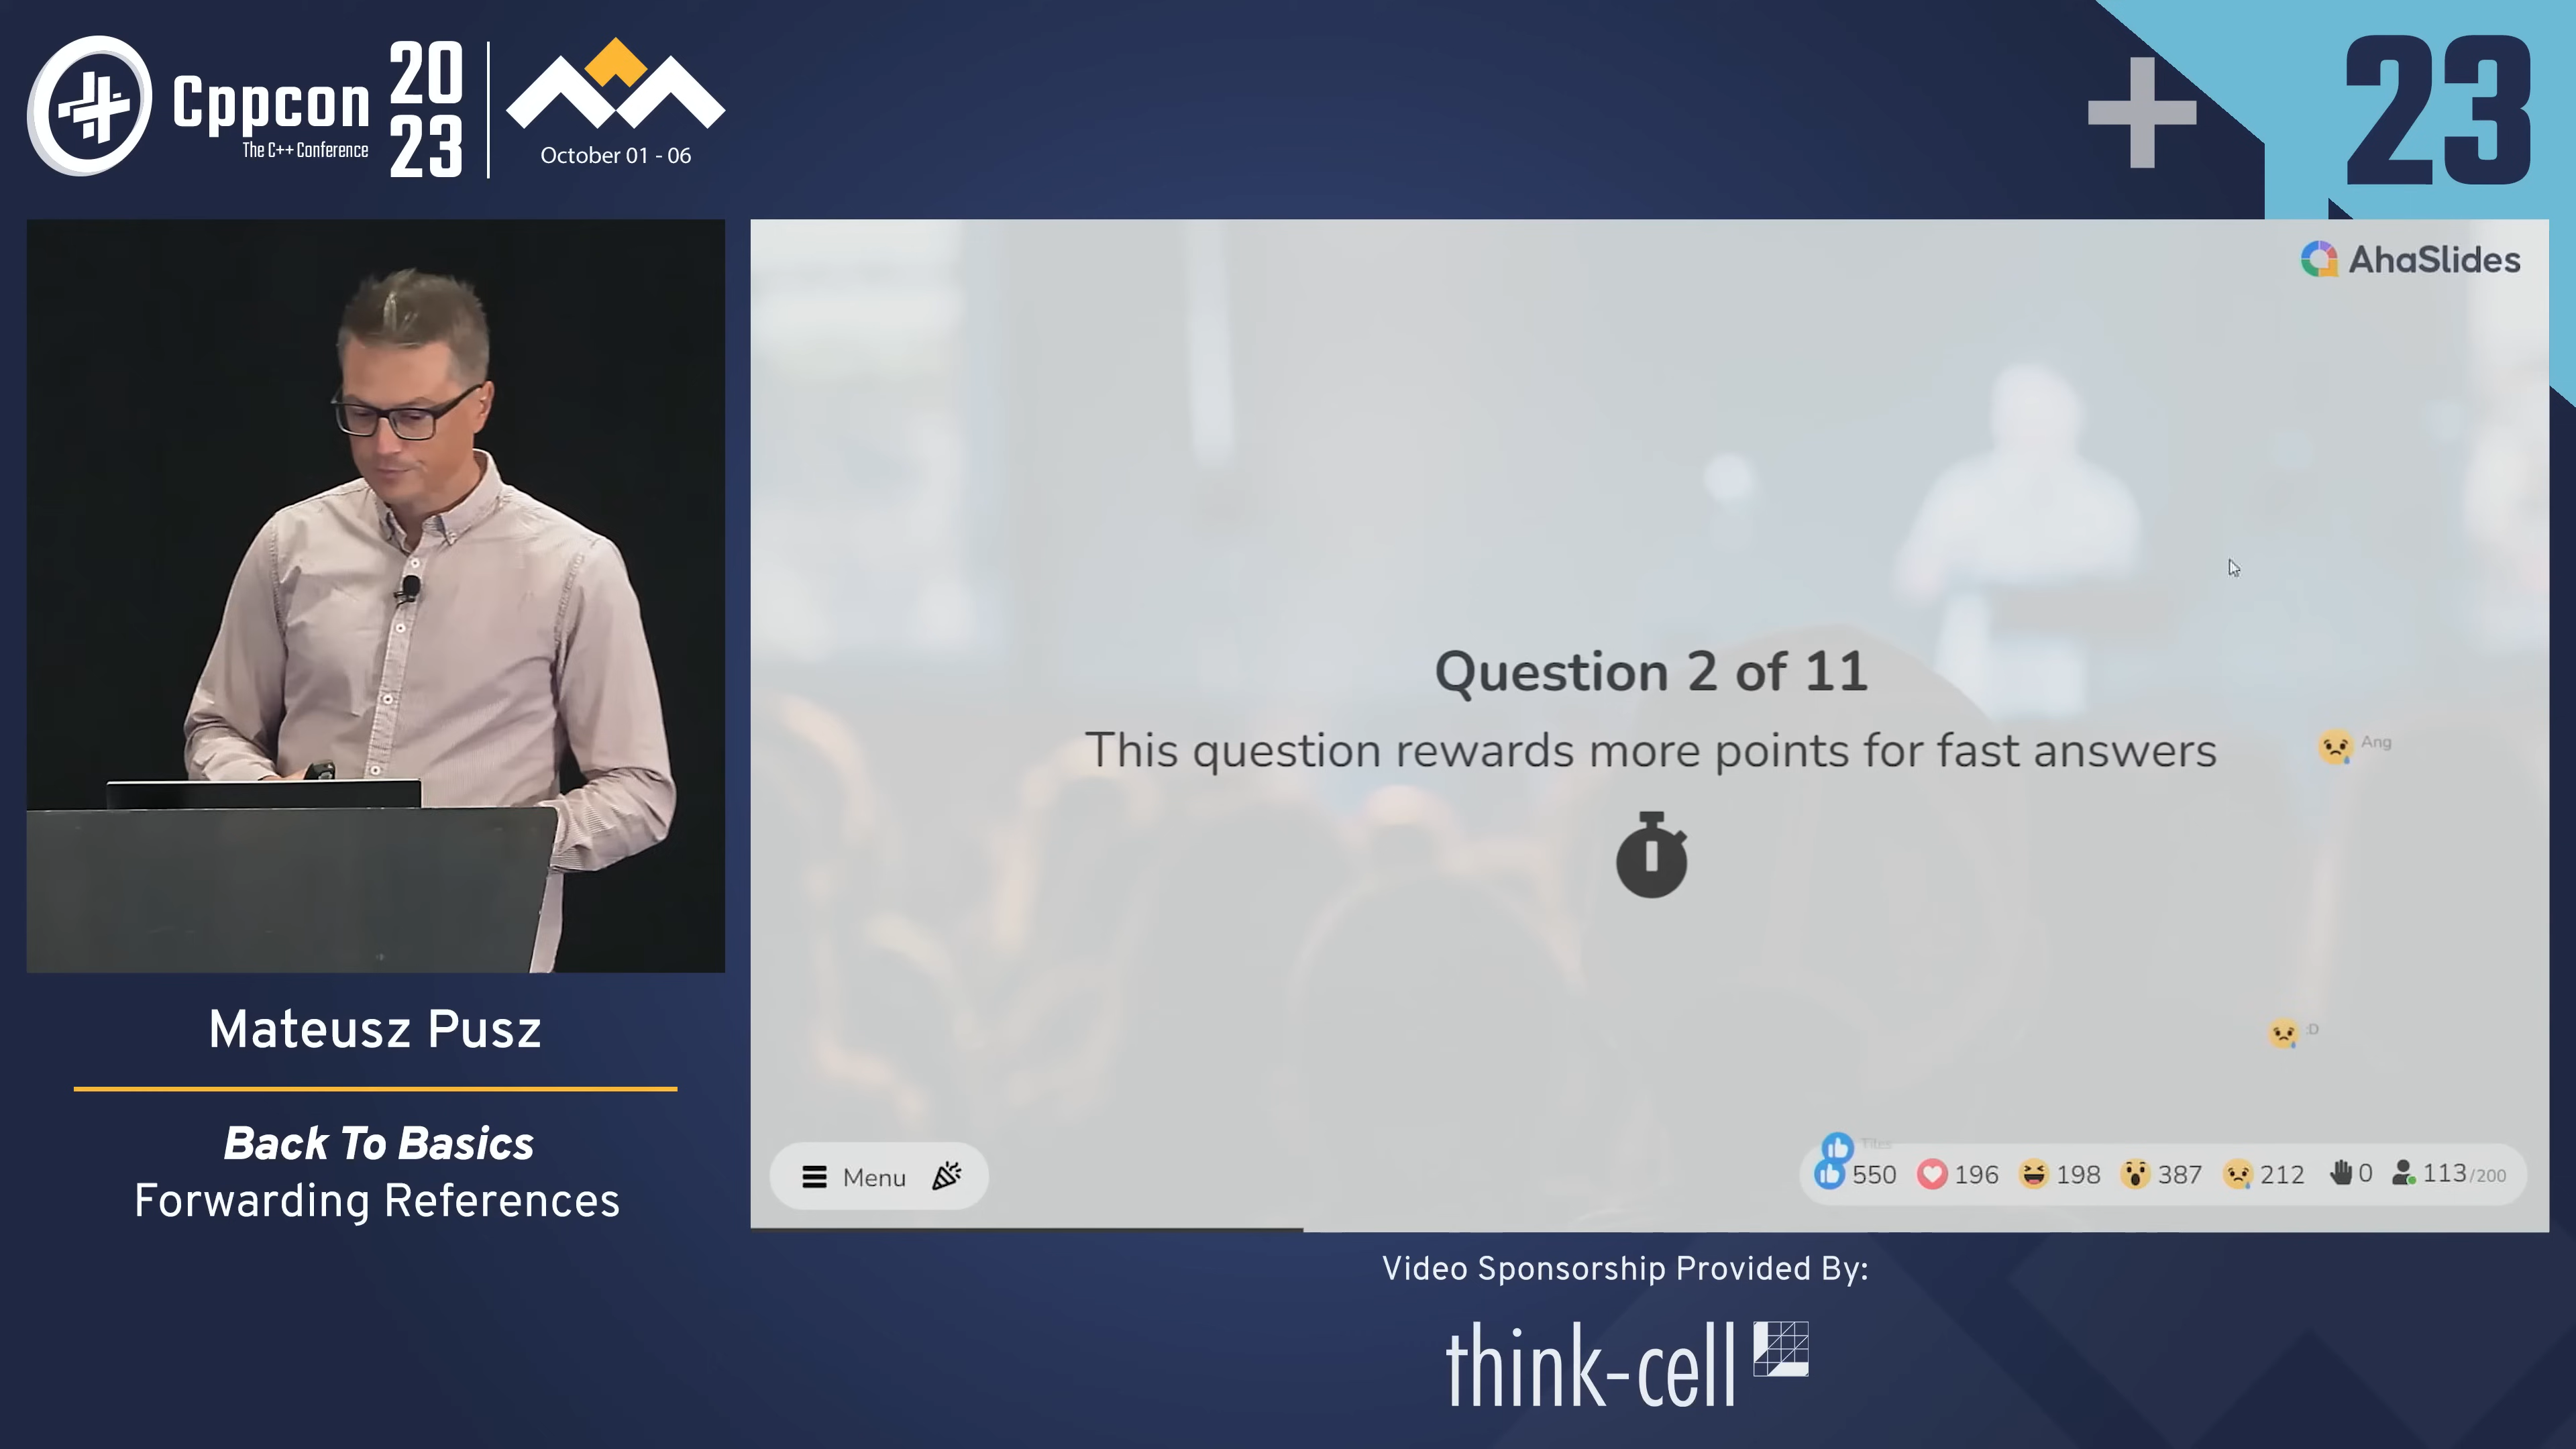 Cppcon
The C++ Conference
20
23
October 01 - 06
23
AhaSlides
Question 2 of 11
This question rewards more points for fast answers
Ang
:D
Tiles
Menu
550 196 198 387 212 0 113/200
Mateusz Pusz
Back To Basics
Forwarding References
Video Sponsorship Provided By:
think-cell